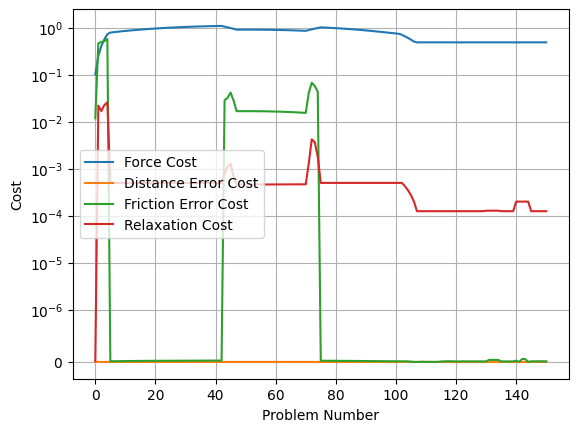 10⁰
10⁻¹
10⁻²
10⁻³
10⁻⁴
10⁻⁵
10⁻⁶
0
Cost
Force Cost
Distance Error Cost
Friction Error Cost
Relaxation Cost
0 20 40 60 80 100 120 140
Problem Number